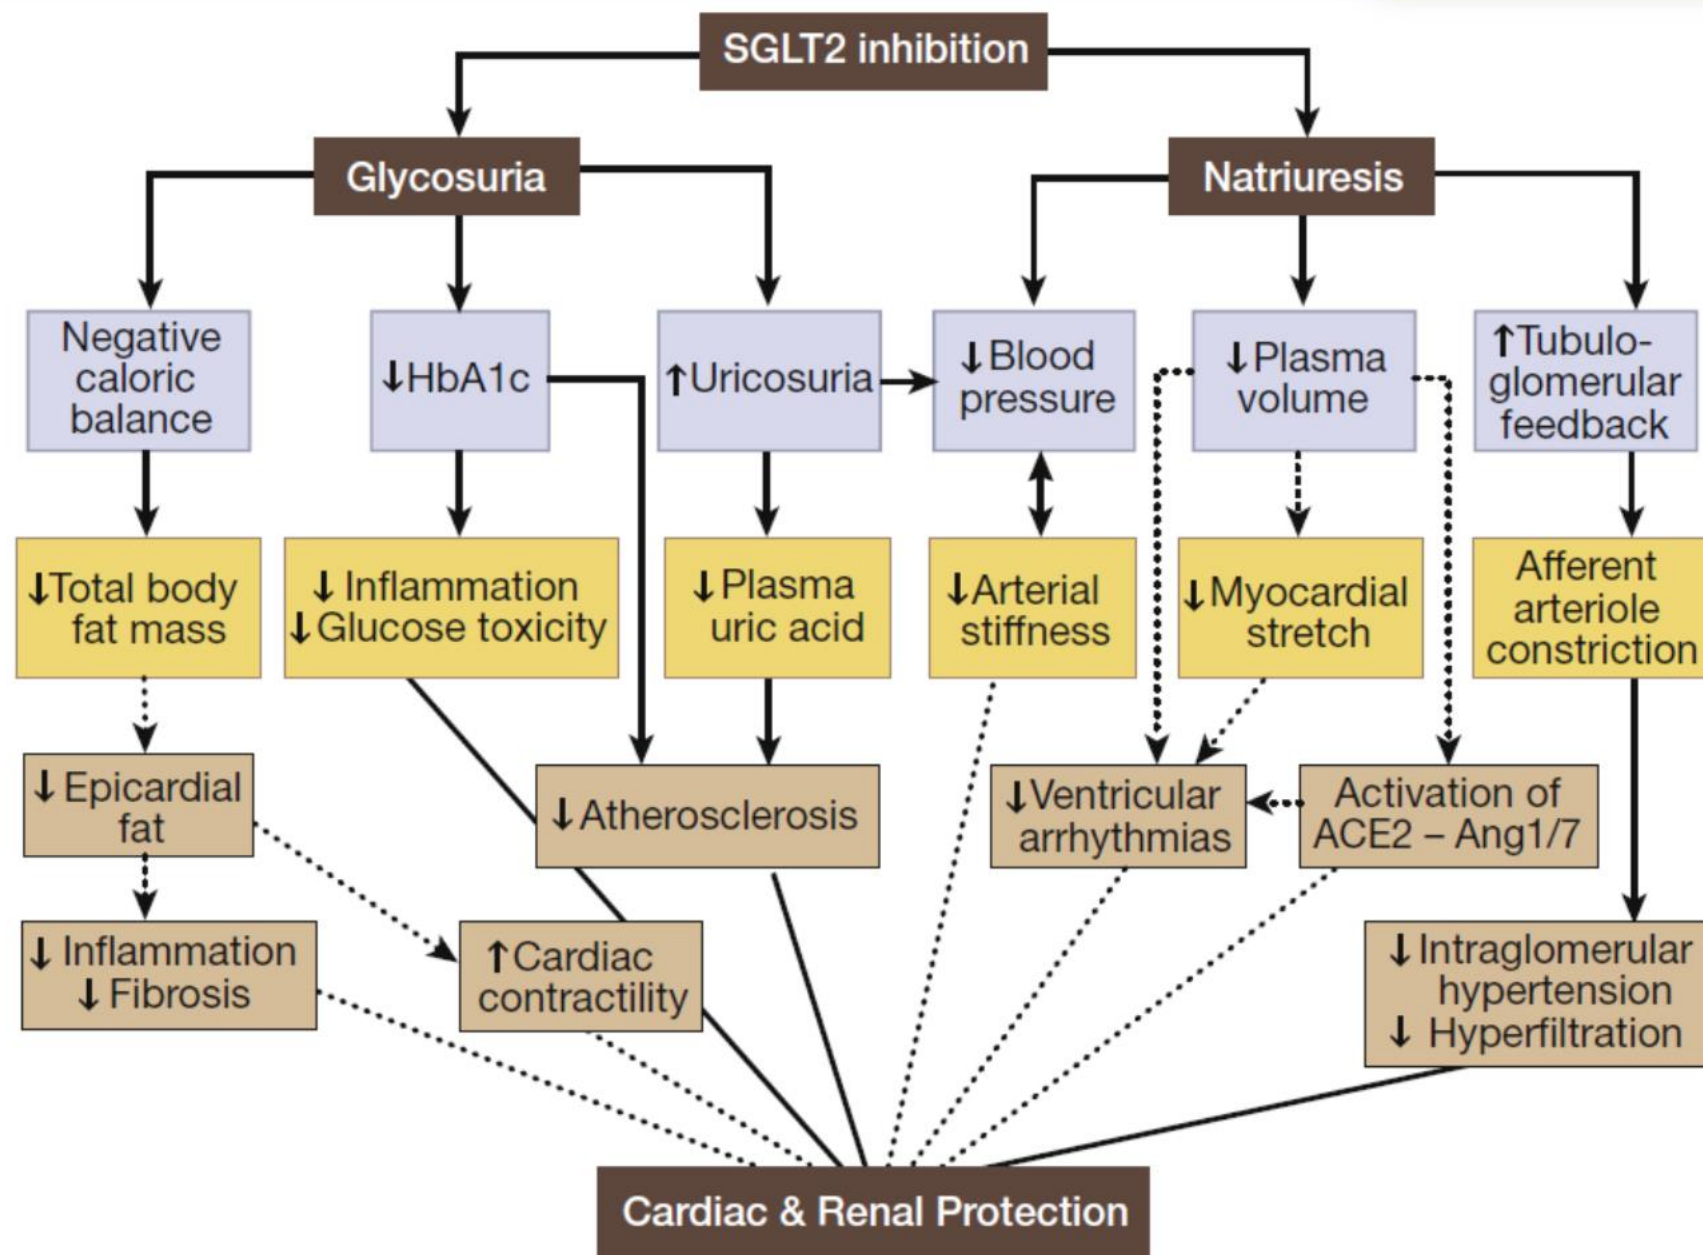 SGLT2 inhibition
Glycosuria
Natriuresis
Negative
caloric
balance
↓HbA1c
↑Uricosuria
↓Blood
pressure
↓Plasma
volume
↑Tubulo-
glomerular
feedback
↓Total body
fat mass
↓ Inflammation
↓Glucose toxicity
↓Plasma
uric acid
↓Arterial
stiffness
↓Myocardial
stretch
Afferent
arteriole
constriction
↓ Epicardial
fat
↓Atherosclerosis
↓Ventricular
arrhythmias
Activation of
ACE2 – Ang1/7
↓ Inflammation
↓ Fibrosis
↑Cardiac
contractility
↓ Intraglomerular
hypertension
↓ Hyperfiltration
Cardiac & Renal Protection